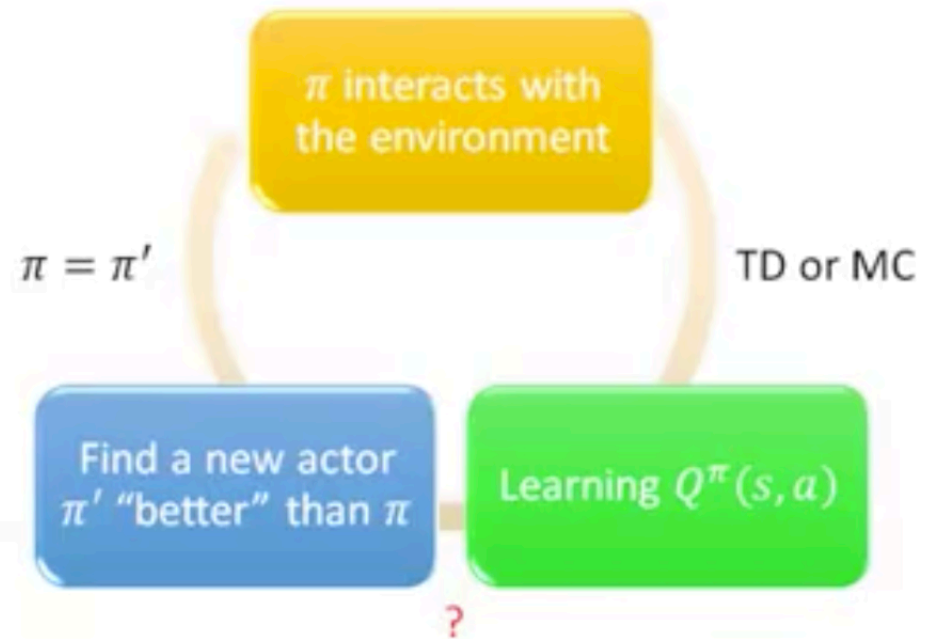 π interacts with
the environment
π = π′
TD or MC
Find a new actor
π′ “better” than π
Learning Q^π(s, a)
?